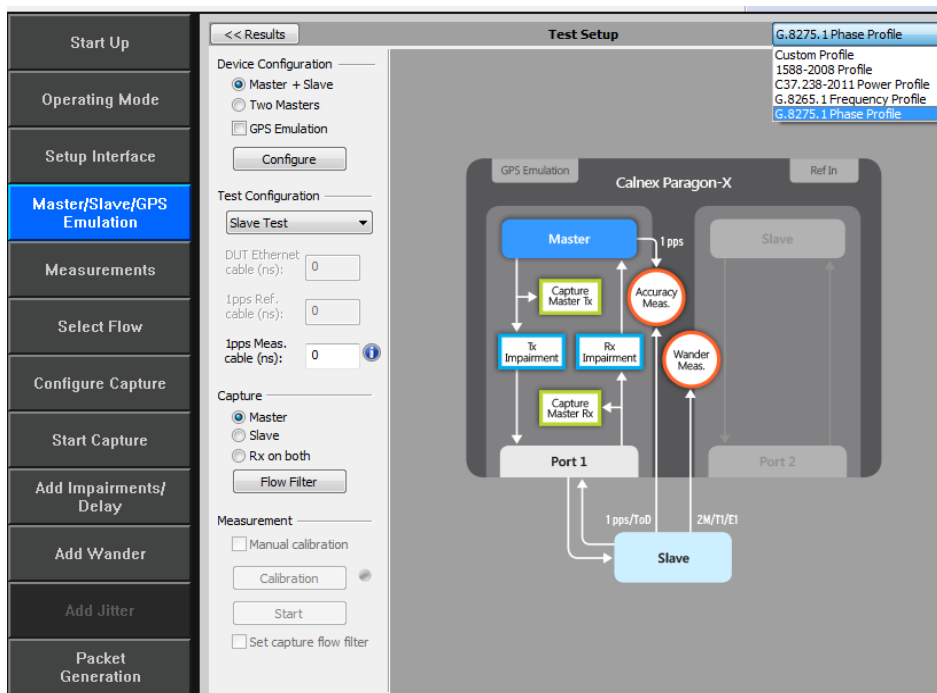 Start Up
Operating Mode
Setup Interface
Master/Slave/GPS
Emulation
Measurements
Select Flow
Configure Capture
Start Capture
Add Impairments/
Delay
Add Wander
Add Jitter
Packet
Generation
<< Results
Test Setup
G.8275.1 Phase Profile
Custom Profile
1588-2008 Profile
C37.238-2011 Power Profile
G.8265.1 Frequency Profile
G.8275.1 Phase Profile
Device Configuration
Master + Slave
Two Masters
GPS Emulation
Configure
Test Configuration
Slave Test
DUT Ethernet
cable (ns):
0
1pps Ref.
cable (ns):
0
1pps Meas.
cable (ns):
0
Capture
Master
Slave
Rx on both
Flow Filter
Measurement
Manual calibration
Calibration
Start
Set capture flow filter
GPS Emulation
Calnex Paragon-X
Ref In
Master
1 pps
Slave
Capture
Master Tx
Accuracy
Meas.
Tx
Impairment
Rx
Impairment
Wander
Meas.
Capture
Master Rx
Port 1
Port 2
1 pps/ToD
2M/T1/E1
Slave